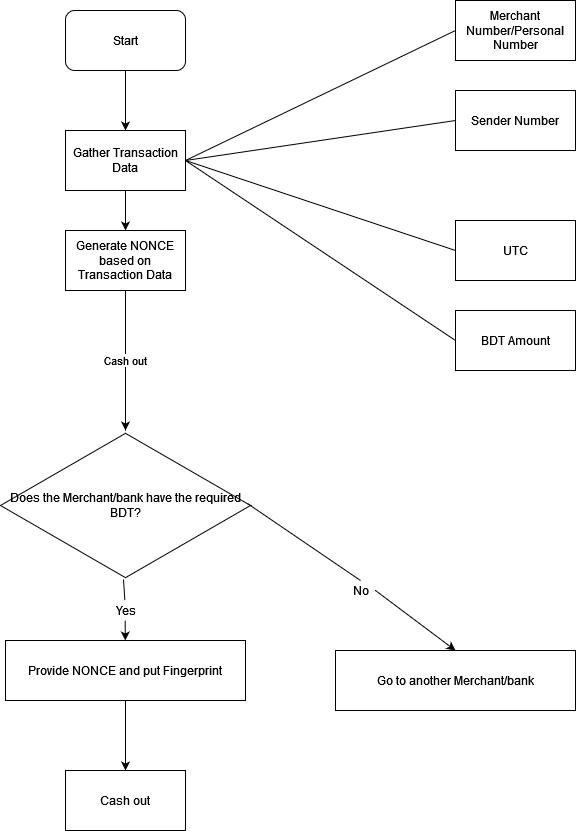 Start
Merchant
Number/Personal
Number
Sender Number
Gather Transaction
Data
Generate NONCE
based on
Transaction Data
UTC
BDT Amount
Cash out
Does the Merchant/bank have the required
BDT?
No
Yes
Provide NONCE and put Fingerprint
Go to another Merchant/bank
Cash out